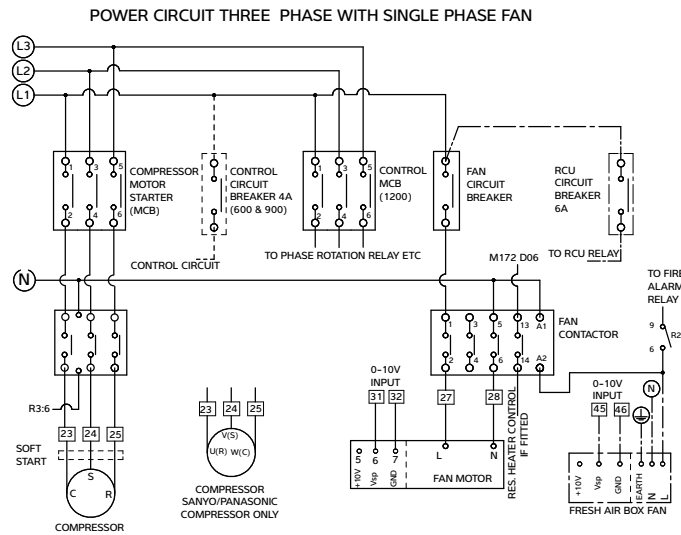 POWER CIRCUIT THREE PHASE WITH SINGLE PHASE FAN
L3
L2
L1
1 3 5
2 4 6
COMPRESSOR
MOTOR
STARTER
(MCB)
CONTROL
CIRCUIT
BREAKER 4A
(600 & 900)
1 3 5
2 4 6
CONTROL
MCB
(1200)
FAN
CIRCUIT
BREAKER
RCU
CIRCUIT
BREAKER
6A
CONTROL CIRCUIT
TO PHASE ROTATION RELAY ETC
M172 D06
TO RCU RELAY
N
TO FIRE
ALARM
RELAY
1 3 5 13 A1
2 4 6 14 A2
FAN
CONTACTOR
9
R2
6
R3:6
23 24 25
SOFT
START
S
C R
COMPRESSOR
23 24 25
V(S)
U(R) W(C)
COMPRESSOR
SANYO/PANASONIC
COMPRESSOR ONLY
0-10V
INPUT
31 32
27
28
5 6 7
+10V
Vsp
GND
L N
FAN MOTOR
RES. HEATER CONTROL
IF FITTED
0-10V
INPUT
45 46
N
+10V
Vsp
GND
EARTH
N
L
FRESH AIR BOX FAN